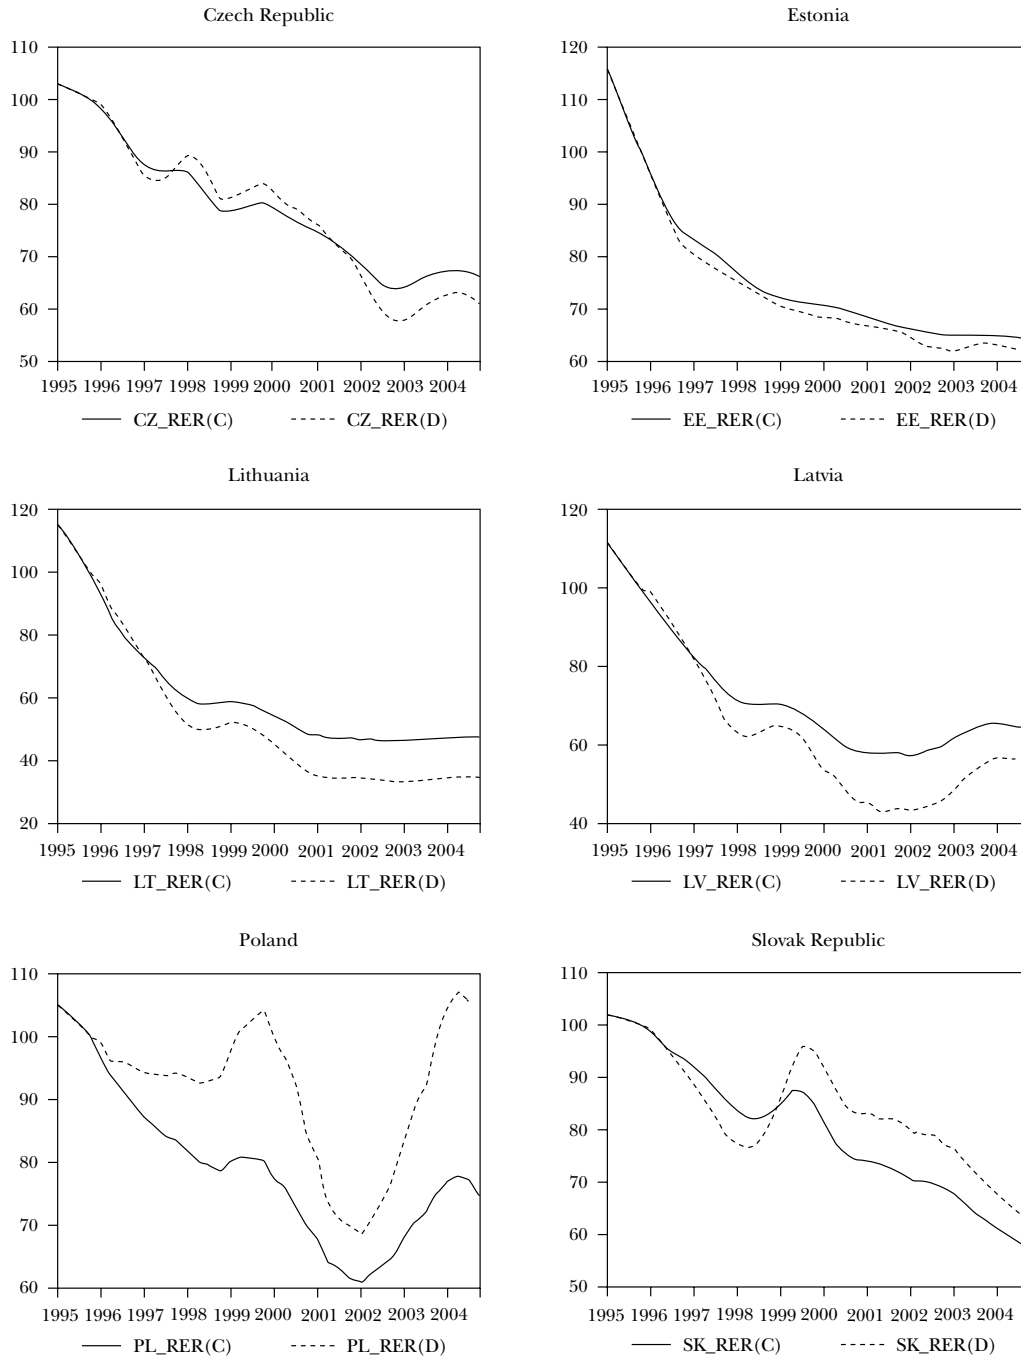 Czech Republic
110
100
90
80
70
60
50
1995 1996 1997 1998 1999 2000 2001 2002 2003 2004
CZ_RER(C) CZ_RER(D)
Estonia
120
110
100
90
80
70
60
1995 1996 1997 1998 1999 2000 2001 2002 2003 2004
EE_RER(C) EE_RER(D)
Lithuania
120
100
80
60
40
20
1995 1996 1997 1998 1999 2000 2001 2002 2003 2004
LT_RER(C) LT_RER(D)
Latvia
120
100
80
60
40
1995 1996 1997 1998 1999 2000 2001 2002 2003 2004
LV_RER(C) LV_RER(D)
Poland
110
100
90
80
70
60
1995 1996 1997 1998 1999 2000 2001 2002 2003 2004
PL_RER(C) PL_RER(D)
Slovak Republic
110
100
90
80
70
60
50
1995 1996 1997 1998 1999 2000 2001 2002 2003 2004
SK_RER(C) SK_RER(D)